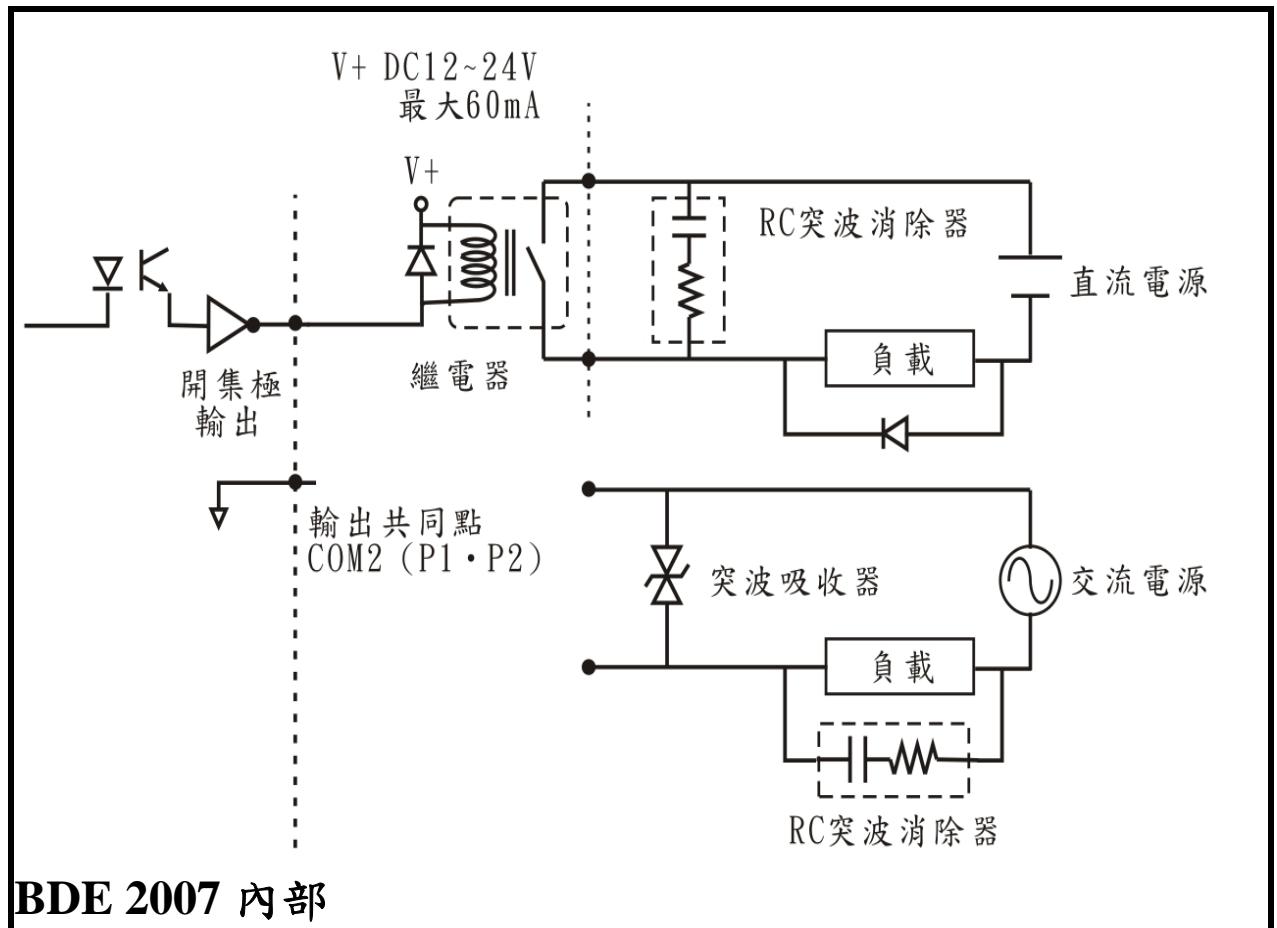 V+ DC12~24V
最大60mA
V+
RC突波消除器
直流電源
負載
繼電器
開集極
輸出
輸出共同點
COM2（P1·P2）
突波吸收器
交流電源
負載
RC突波消除器
BDE 2007 內部